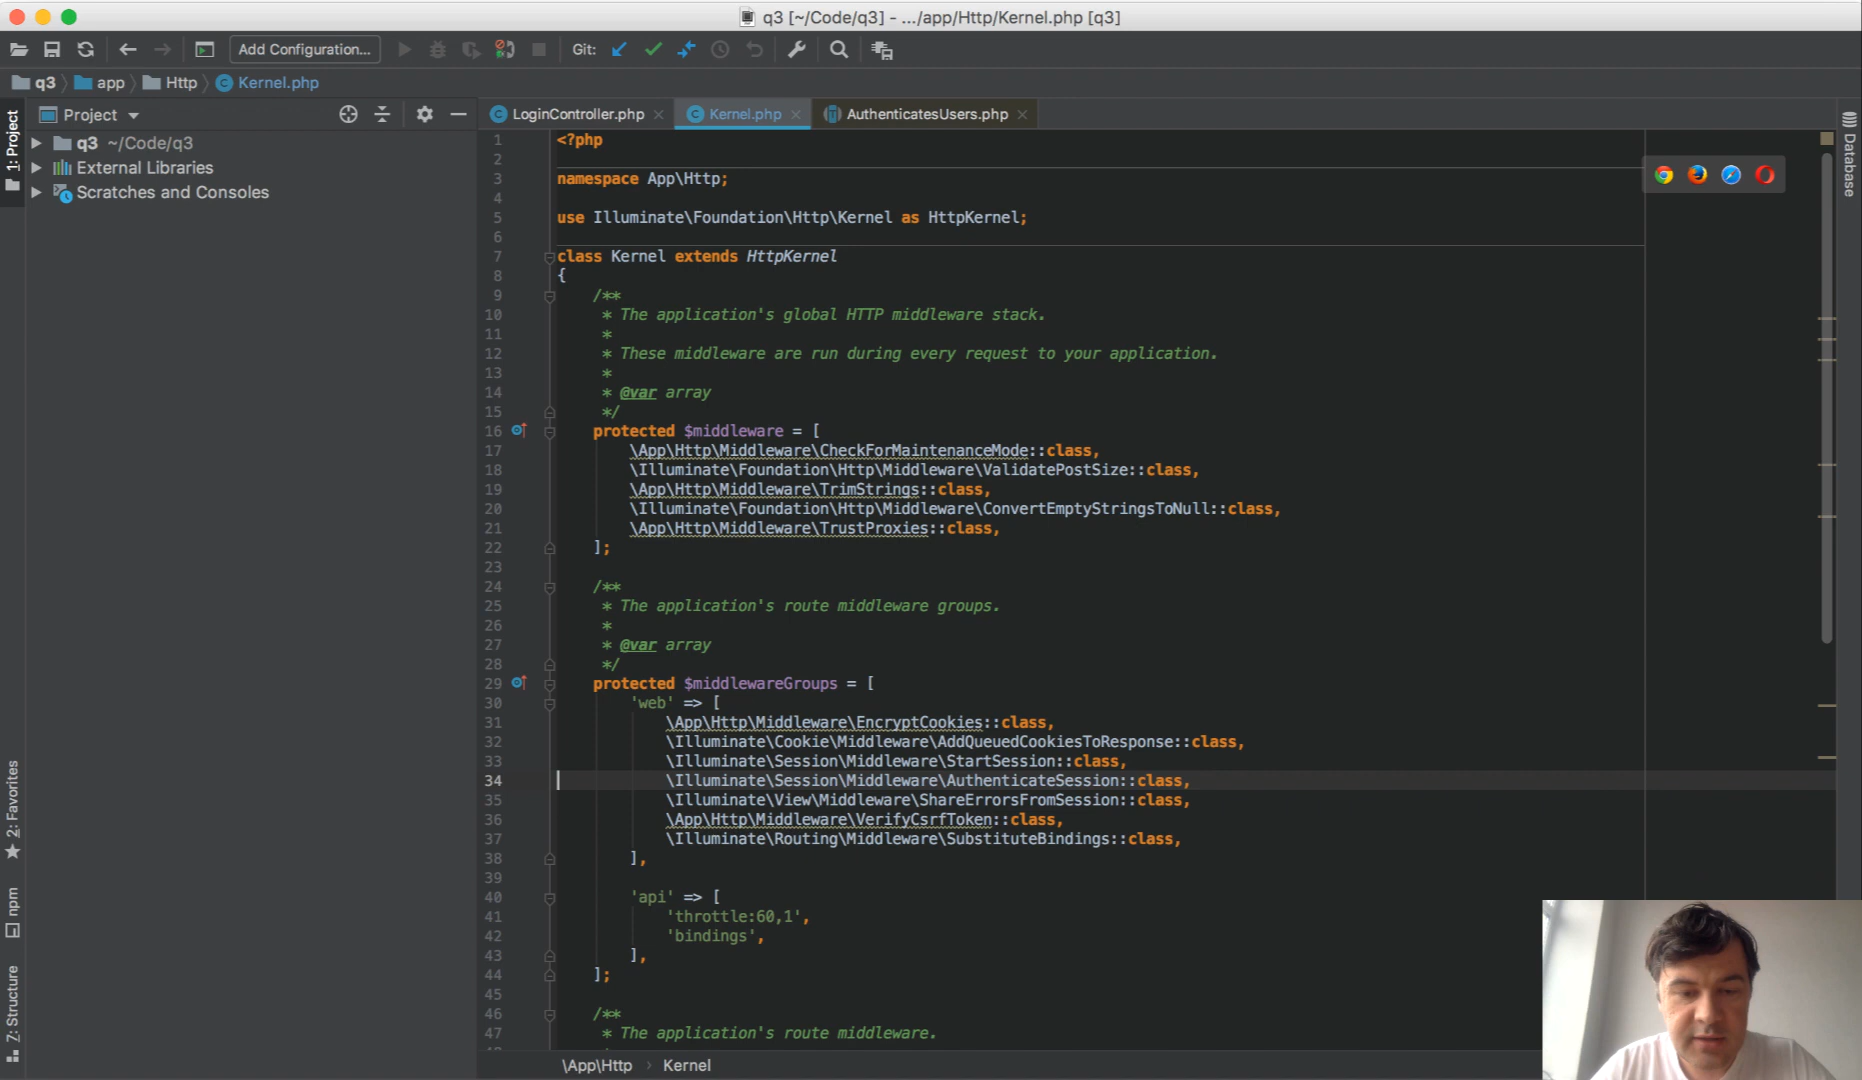 q3 [~/Code/q3] - .../app/Http/Kernel.php [q3]
Add Configuration...
Git:
q3
app
Http
Kernel.php
1: Project
Project
q3 ~/Code/q3
External Libraries
Scratches and Consoles
2: Favorites
npm
7: Structure
LoginController.php
Kernel.php
AuthenticatesUsers.php
Database
1 <?php
2
3 namespace App\Http;
4
5 use Illuminate\Foundation\Http\Kernel as HttpKernel;
6
7 class Kernel extends HttpKernel
8 {
9 /**
10 * The application's global HTTP middleware stack.
11 *
12 * These middleware are run during every request to your application.
13 *
14 * @var array
15 */
16 protected $middleware = [
17 \App\Http\Middleware\CheckForMaintenanceMode::class,
18 \Illuminate\Foundation\Http\Middleware\ValidatePostSize::class,
19 \App\Http\Middleware\TrimStrings::class,
20 \Illuminate\Foundation\Http\Middleware\ConvertEmptyStringsToNull::class,
21 \App\Http\Middleware\TrustProxies::class,
22 ];
23
24 /**
25 * The application's route middleware groups.
26 *
27 * @var array
28 */
29 protected $middlewareGroups = [
30 'web' => [
31 \App\Http\Middleware\EncryptCookies::class,
32 \Illuminate\Cookie\Middleware\AddQueuedCookiesToResponse::class,
33 \Illuminate\Session\Middleware\StartSession::class,
34 \Illuminate\Session\Middleware\AuthenticateSession::class,
35 \Illuminate\View\Middleware\ShareErrorsFromSession::class,
36 \App\Http\Middleware\VerifyCsrfToken::class,
37 \Illuminate\Routing\Middleware\SubstituteBindings::class,
38 ],
39
40 'api' => [
41 'throttle:60,1',
42 'bindings',
43 ],
44 ];
45
46 /**
47 * The application's route middleware.
\App\Http › Kernel